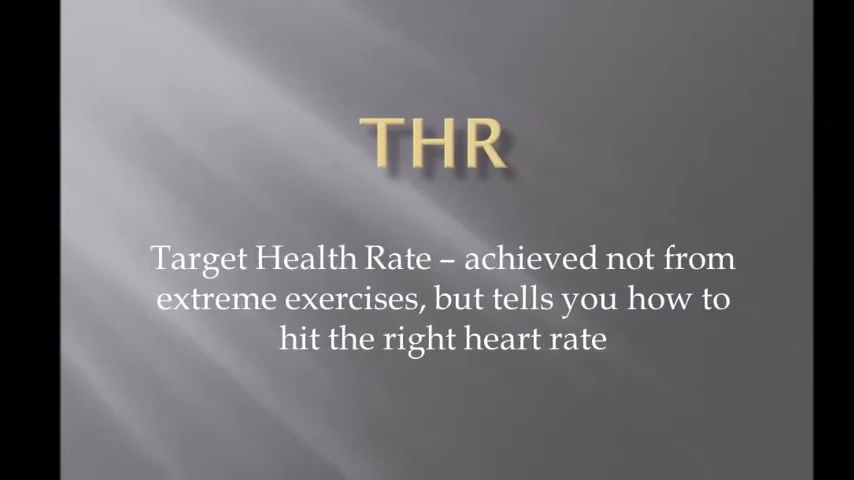 THR
Target Health Rate – achieved not from
extreme exercises, but tells you how to
hit the right heart rate